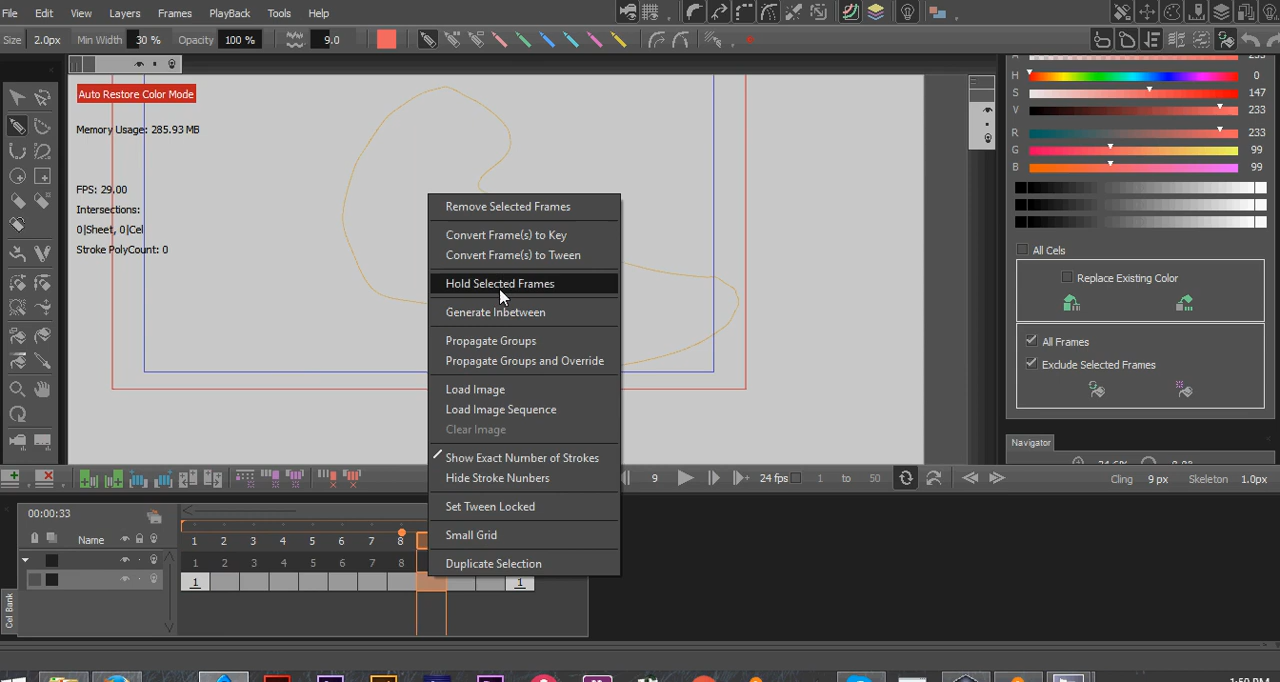 File Edit View Layers Frames PlayBack Tools Help
Size 2.0px Min Width 30 % Opacity 100 % 9.0
Auto Restore Color Mode
Memory Usage: 285.93 MB
FPS: 29.00
Intersections:
0|Sheet, 0|Cel
Stroke PolyCount: 0
Remove Selected Frames
Convert Frame(s) to Key
Convert Frame(s) to Tween
Hold Selected Frames
Generate Inbetween
Propagate Groups
Propagate Groups and Override
Load Image
Load Image Sequence
Clear Image
Show Exact Number of Strokes
Hide Stroke Nunbers
Set Tween Locked
Small Grid
Duplicate Selection
H 0
S 147
V 233
R 233
G 99
B 99
All Cels
Replace Existing Color
All Frames
Exclude Selected Frames
Navigator
9 24 fps 1 to 50 Cling 9 px Skeleton 1.0px
00:00:33
Name 1 2 3 4 5 6 7 8
1 2 3 4 5 6 7 8
1 1
Cel Bank